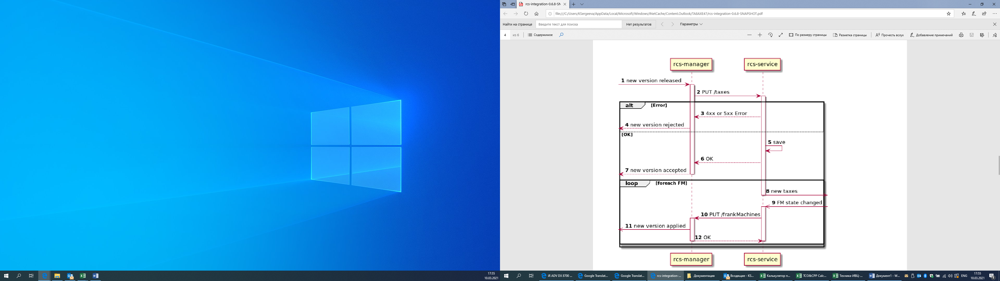 rcs-integration-0.6.8-SN
file:///C:/Users/KSergeeva/AppData/Local/Microsoft/Windows/INetCache/Content.Outlook/TA8AXE47/rcs-integration-0.6.8-SNAPSHOT.pdf
Найти на странице Введите текст для поиска Нет результатов Параметры
4 из 6 Содержимое По размеру страницы Разметка страницы Прочесть вслух Добавление примечаний
rcs-manager rcs-service
1 new version released
2 PUT /taxes
alt [Error]
3 4xx or 5xx Error
4 new version rejected
[OK]
5 save
6 OK
7 new version accepted
loop [foreach FM]
8 new taxes
9 FM state changed
10 PUT /frankMachines
11 new version applied
12 OK
rcs-manager rcs-service
17:55
10.03.2021
iR ADV DX 8700 ... Google Translat... Google Translat... rcs-integration-... Документация Входящие - KS... Калькулятор п... TCO&CPP Calc... Техника-ИВЦ-... Документ1 - W... ENG
17:55
10.03.2021